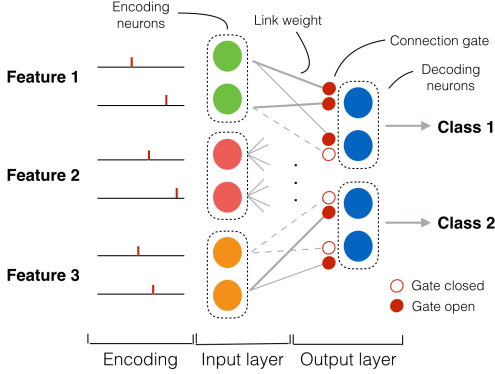 Encoding
neurons
Link weight
Connection gate
Decoding
neurons
Feature 1
Class 1
Feature 2
Class 2
Feature 3
Gate closed
Gate open
Encoding
Input layer
Output layer